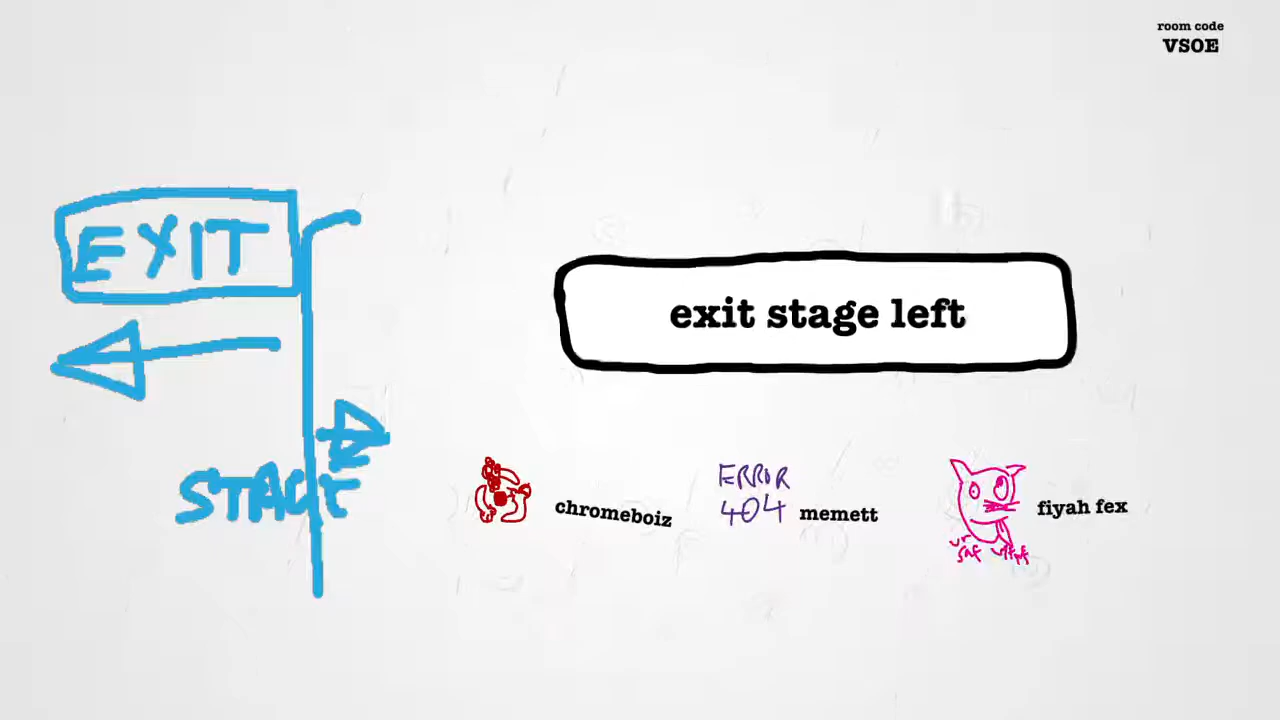 room code
VSOE
EXIT
STAGE
exit stage left
chromeboiz
ERROR
404
memett
fiyah fex